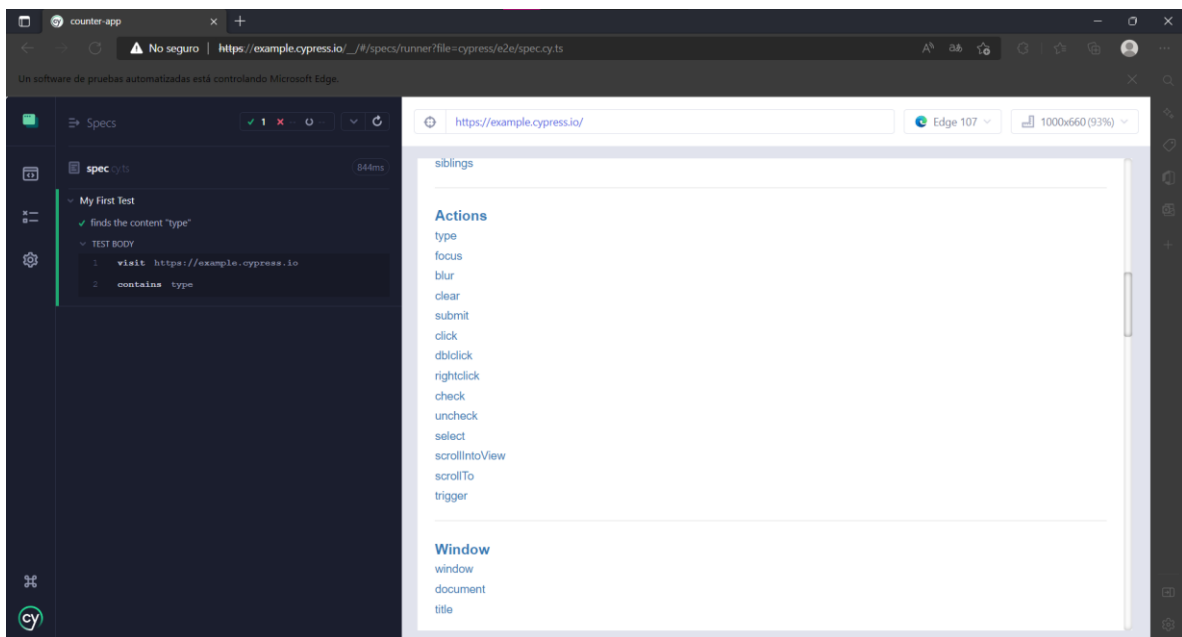 counter-app
No seguro | https://example.cypress.io/__/#/specs/runner?file=cypress/e2e/spec.cy.ts
Un software de pruebas automatizadas está controlando Microsoft Edge.
Specs
1
https://example.cypress.io/
Edge 107
1000x660 (93%)
spec cy.ts
844ms
My First Test
finds the content "type"
TEST BODY
1 visit https://example.cypress.io
2 contains type
siblings
Actions
type
focus
blur
clear
submit
click
dblclick
rightclick
check
uncheck
select
scrollIntoView
scrollTo
trigger
Window
window
document
title
cy